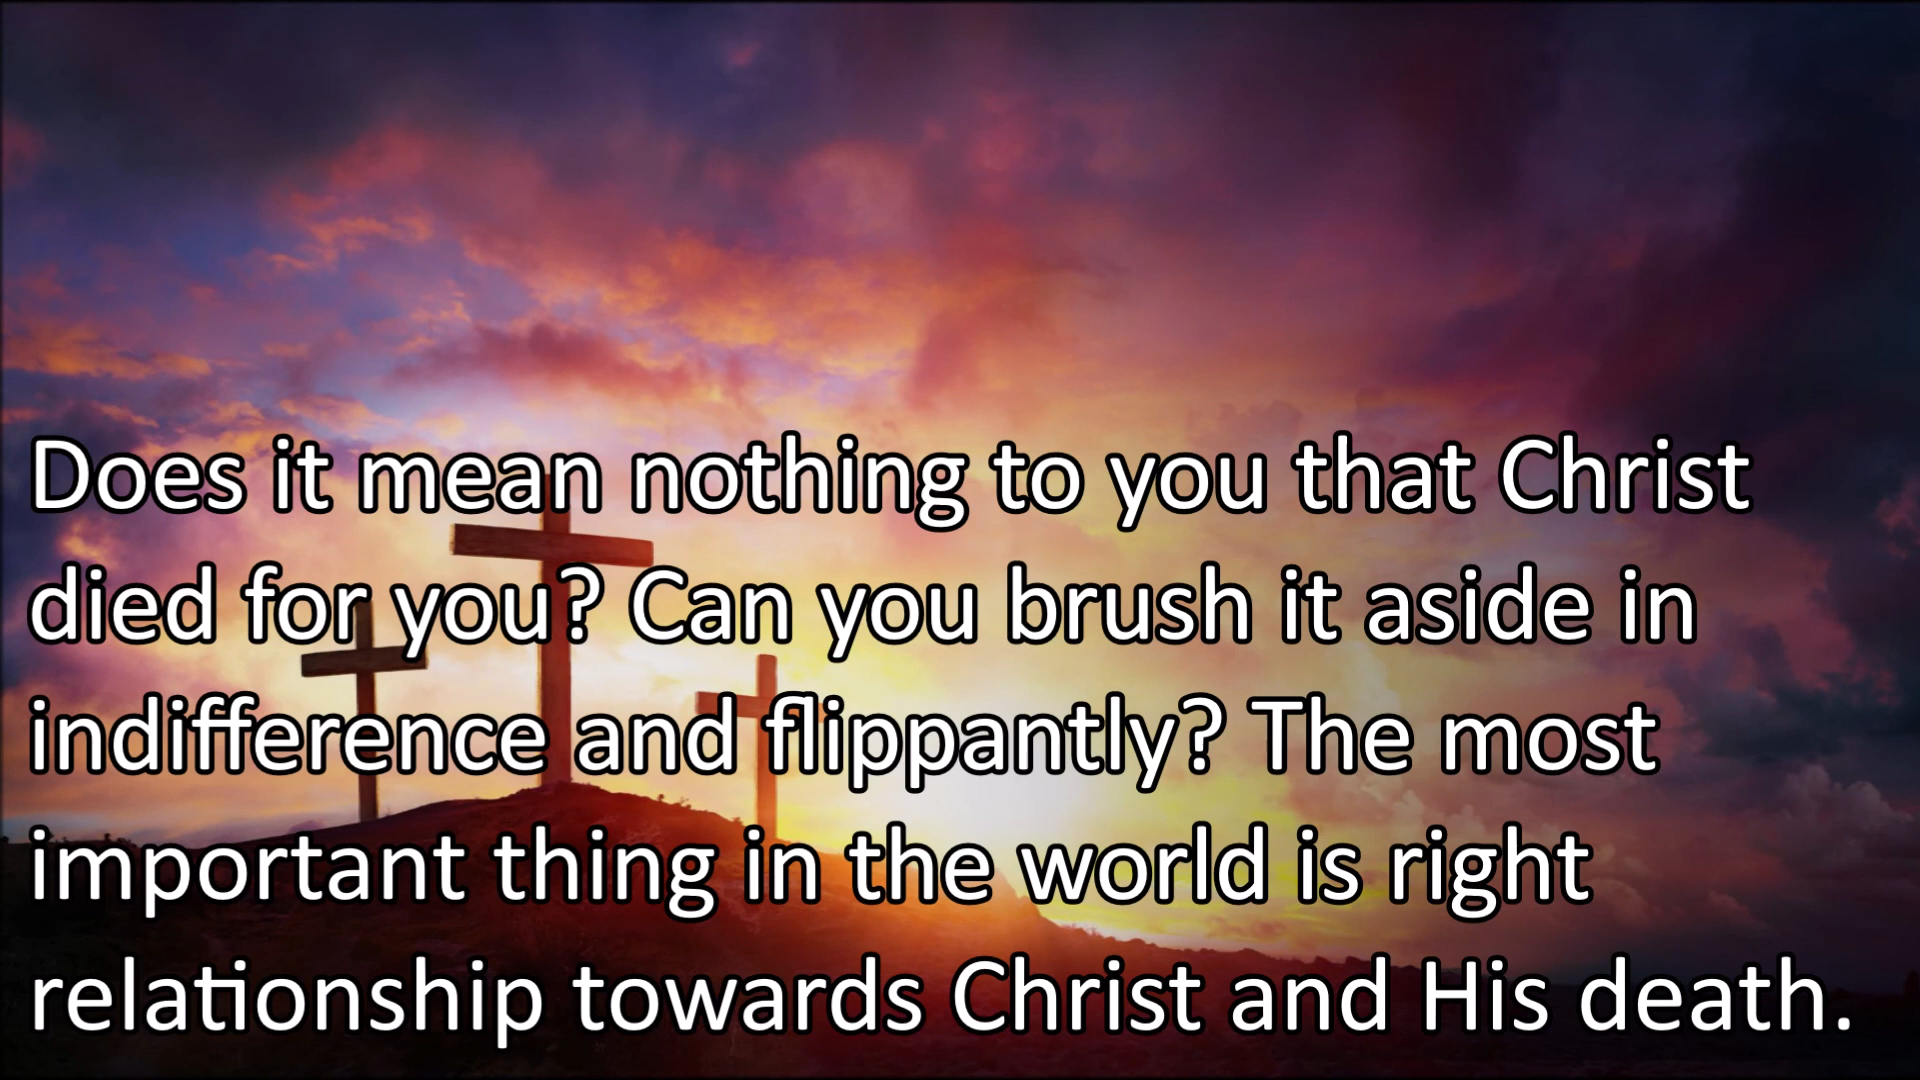 Does it mean nothing to you that Christ
died for you? Can you brush it aside in
indifference and flippantly? The most
important thing in the world is right
relationship towards Christ and His death.